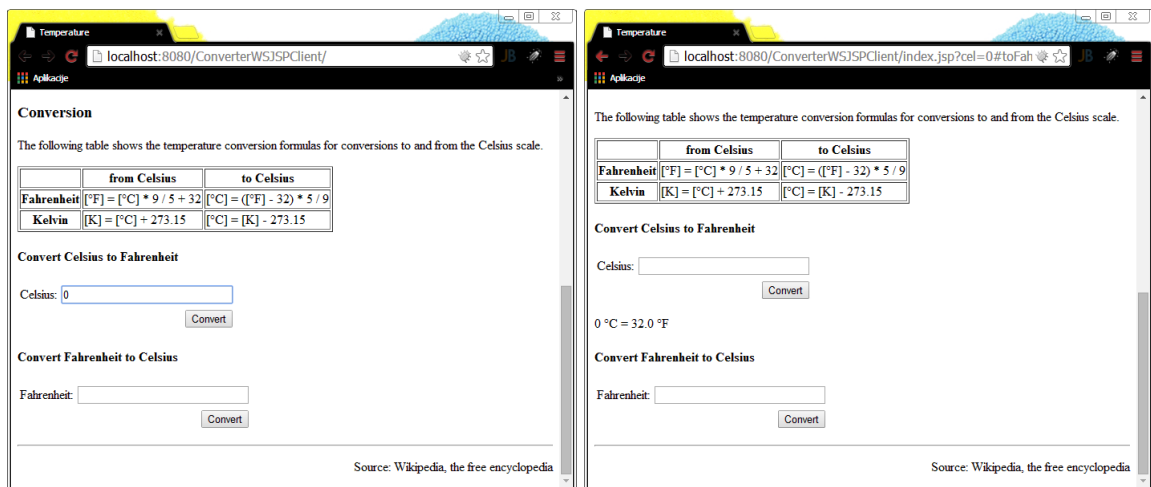 Temperature
localhost:8080/ConverterWSJSPClient/
JB
Aplikacije
»
Conversion
The following table shows the temperature conversion formulas for conversions to and from the Celsius scale.
from Celsius to Celsius
Fahrenheit [°F] = [°C] * 9 / 5 + 32 [°C] = ([°F] - 32) * 5 / 9
Kelvin [K] = [°C] + 273.15 [°C] = [K] - 273.15
Convert Celsius to Fahrenheit
Celsius: 0
Convert
Convert Fahrenheit to Celsius
Fahrenheit:
Convert
Source: Wikipedia, the free encyclopedia
Temperature
localhost:8080/ConverterWSJSPClient/index.jsp?cel=0#toFah
JB
Aplikacije
The following table shows the temperature conversion formulas for conversions to and from the Celsius scale.
from Celsius to Celsius
Fahrenheit [°F] = [°C] * 9 / 5 + 32 [°C] = ([°F] - 32) * 5 / 9
Kelvin [K] = [°C] + 273.15 [°C] = [K] - 273.15
Convert Celsius to Fahrenheit
Celsius:
Convert
0 °C = 32.0 °F
Convert Fahrenheit to Celsius
Fahrenheit:
Convert
Source: Wikipedia, the free encyclopedia